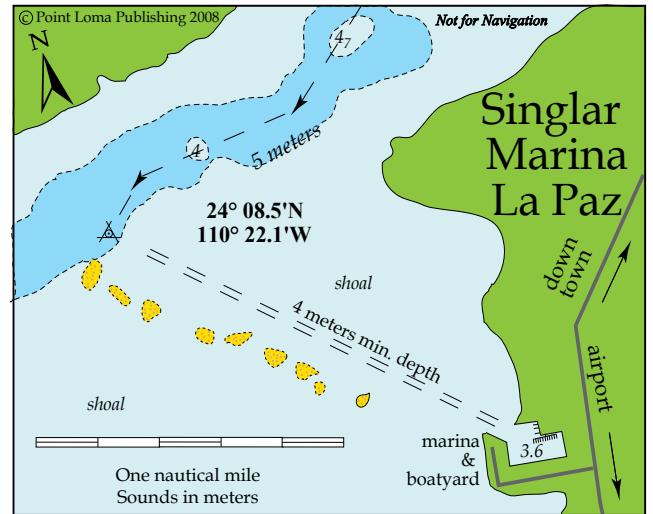 © Point Loma Publishing 2008
Not for Navigation
N
4₇
Singlar
Marina
La Paz
4
5 meters
24° 08.5'N
110° 22.1'W
down
town
shoal
4 meters min. depth
airport
shoal
marina
&
boatyard
3.6
One nautical mile
Sounds in meters